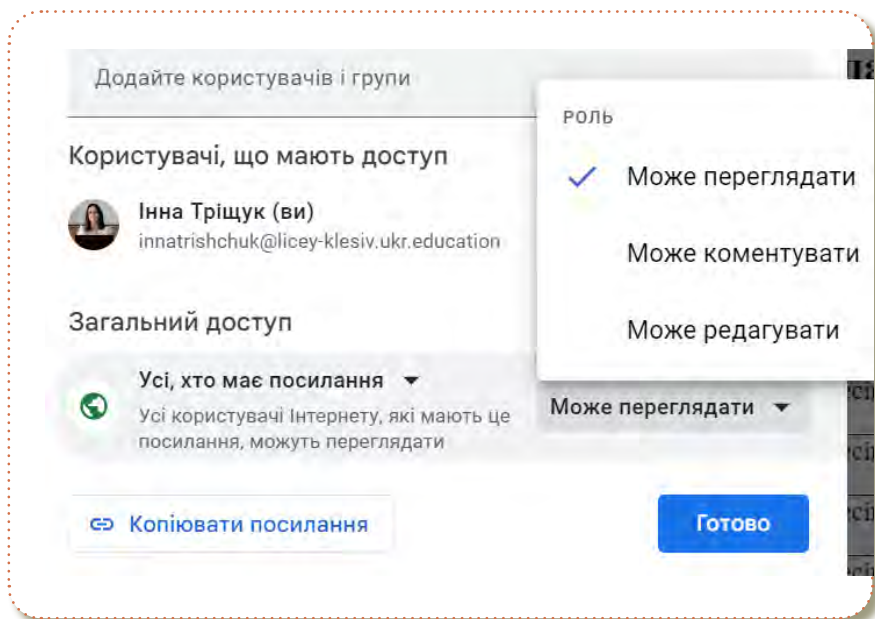 Додайте користувачів і групи
РОЛЬ
Може переглядати
Може коментувати
Може редагувати
Користувачі, що мають доступ
Інна Тріщук (ви)
innatrishchuk@licey-klesiv.ukr.education
Загальний доступ
Усі, хто має посилання
Усі користувачі Інтернету, які мають це
посилання, можуть переглядати
Може переглядати
Копіювати посилання
Готово